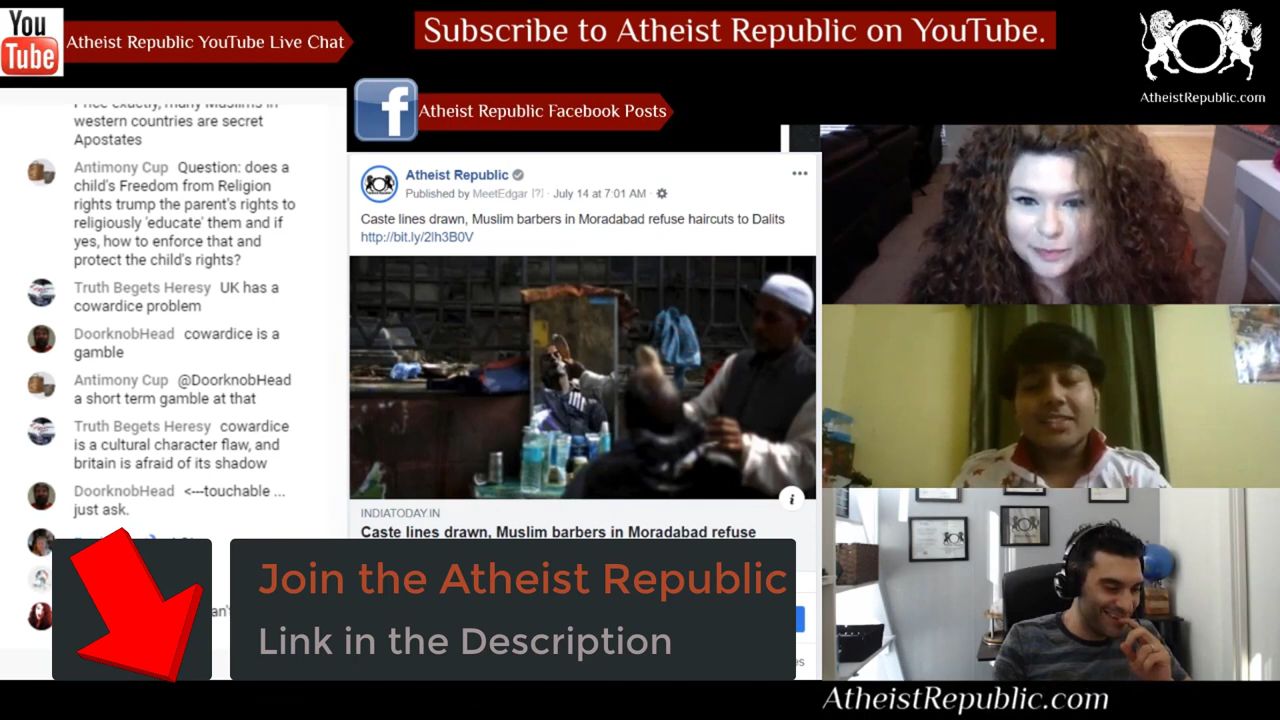 You
Tube
Atheist Republic YouTube Live Chat
Subscribe to Atheist Republic on YouTube.
AtheistRepublic.com
f
Atheist Republic Facebook Posts
western countries are secret
Apostates
Antimony Cup Question: does a
child's Freedom from Religion
rights trump the parent's rights to
religiously 'educate' them and if
yes, how to enforce that and
protect the child's rights?
Truth Begets Heresy UK has a
cowardice problem
DoorknobHead cowardice is a
gamble
Antimony Cup @DoorknobHead
a short term gamble at that
Truth Begets Heresy cowardice
is a cultural character flaw, and
britain is afraid of its shadow
DoorknobHead <---touchable ...
just ask.
Atheist Republic
Published by MeetEdgar [?] · July 14 at 7:01 AM ·
Caste lines drawn, Muslim barbers in Moradabad refuse haircuts to Dalits
http://bit.ly/2lh3B0V
INDIATODAY.IN
Caste lines drawn, Muslim barbers in Moradabad refuse
Join the Atheist Republic
Link in the Description
AtheistRepublic.com